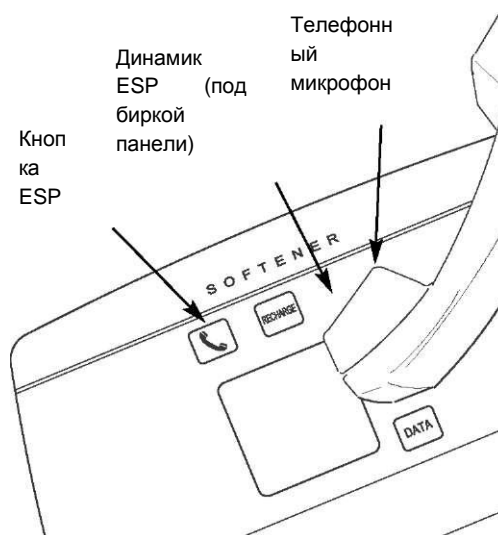 Телефонн
ый
микрофон
Динамик
ESP (под
биркой
панели)
Кноп
ка
ESP
SOFTENER
RECHARGE
DATA